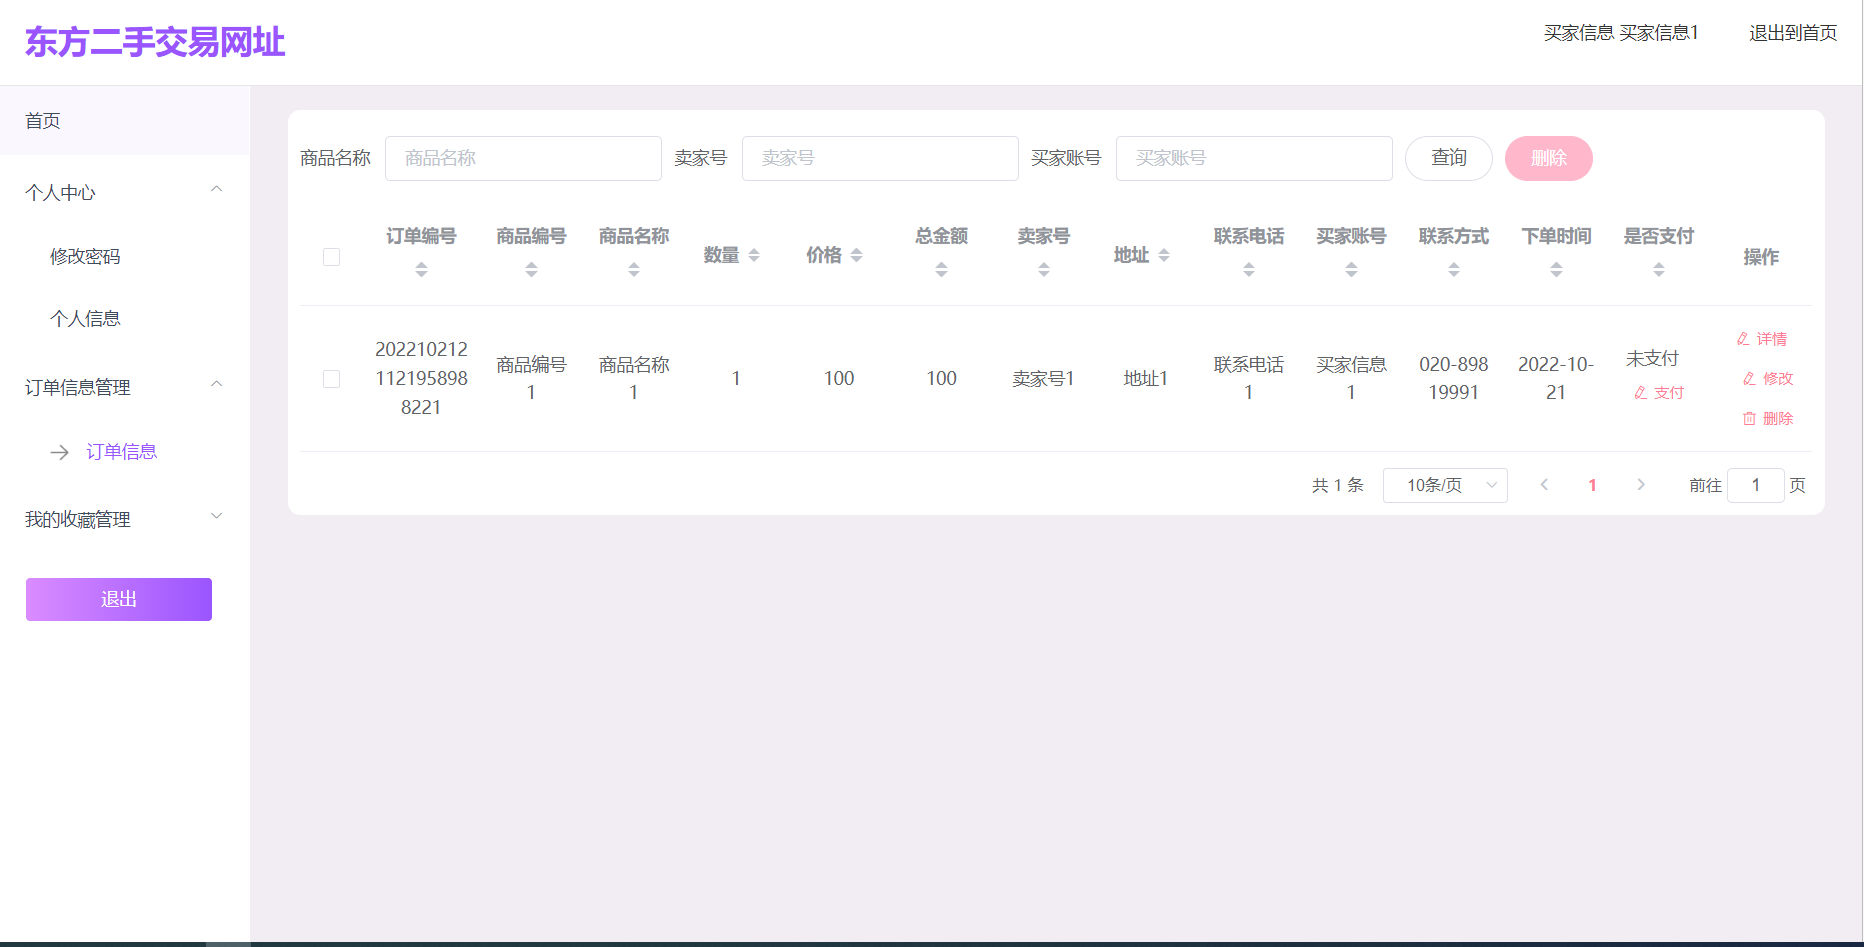 东方二手交易网址
买家信息 买家信息1
退出到首页
首页
个人中心
修改密码
个人信息
订单信息管理
订单信息
我的收藏管理
退出
商品名称 商品名称 卖家号 卖家号 买家账号 买家账号 查询 删除
订单编号 商品编号 商品名称 数量 价格 总金额 卖家号 地址 联系电话 买家账号 联系方式 下单时间 是否支付 操作
202210212
112195898
8221
商品编号
1
商品名称
1
1
100
100
卖家号1
地址1
联系电话
1
买家信息
1
020-898
19991
2022-10-
21
未支付
支付
详情
修改
删除
共 1 条 10条/页 1 前往 1 页